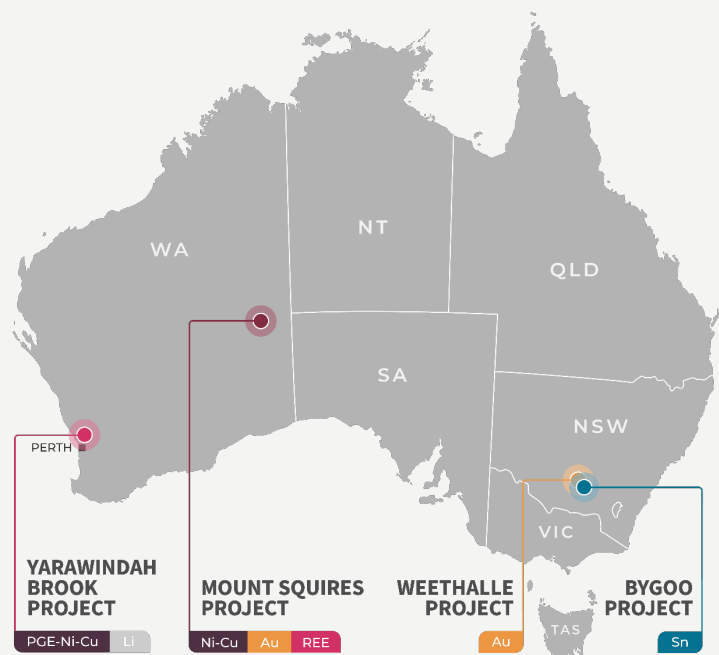 WA
NT
QLD
SA
NSW
PERTH
VIC
TAS
YARAWINDAH
BROOK
PROJECT
PGE-Ni-Cu Li
MOUNT SQUIRES
PROJECT
Ni-Cu Au REE
WEETHALLE
PROJECT
Au
BYGOO
PROJECT
Sn